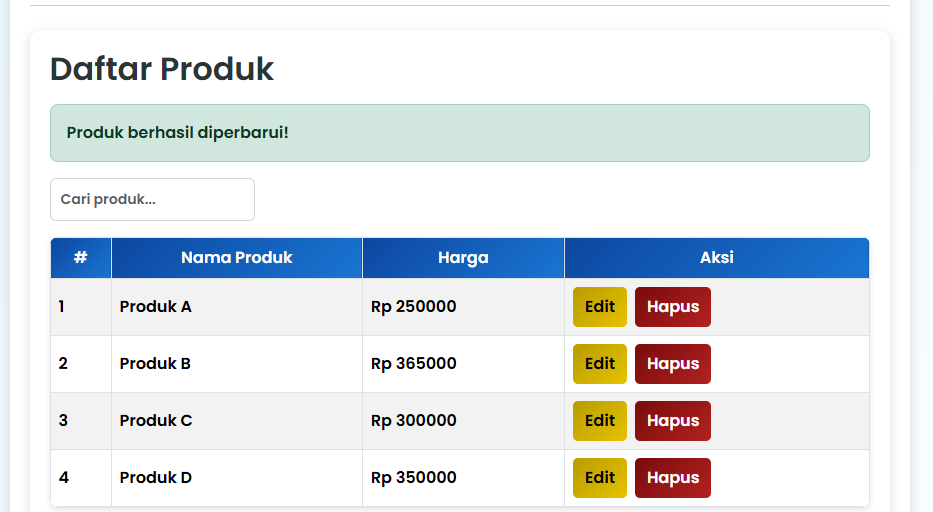 Daftar Produk
Produk berhasil diperbarui!
Cari produk...
# Nama Produk Harga Aksi
1 Produk A Rp 250000 Edit Hapus
2 Produk B Rp 365000 Edit Hapus
3 Produk C Rp 300000 Edit Hapus
4 Produk D Rp 350000 Edit Hapus